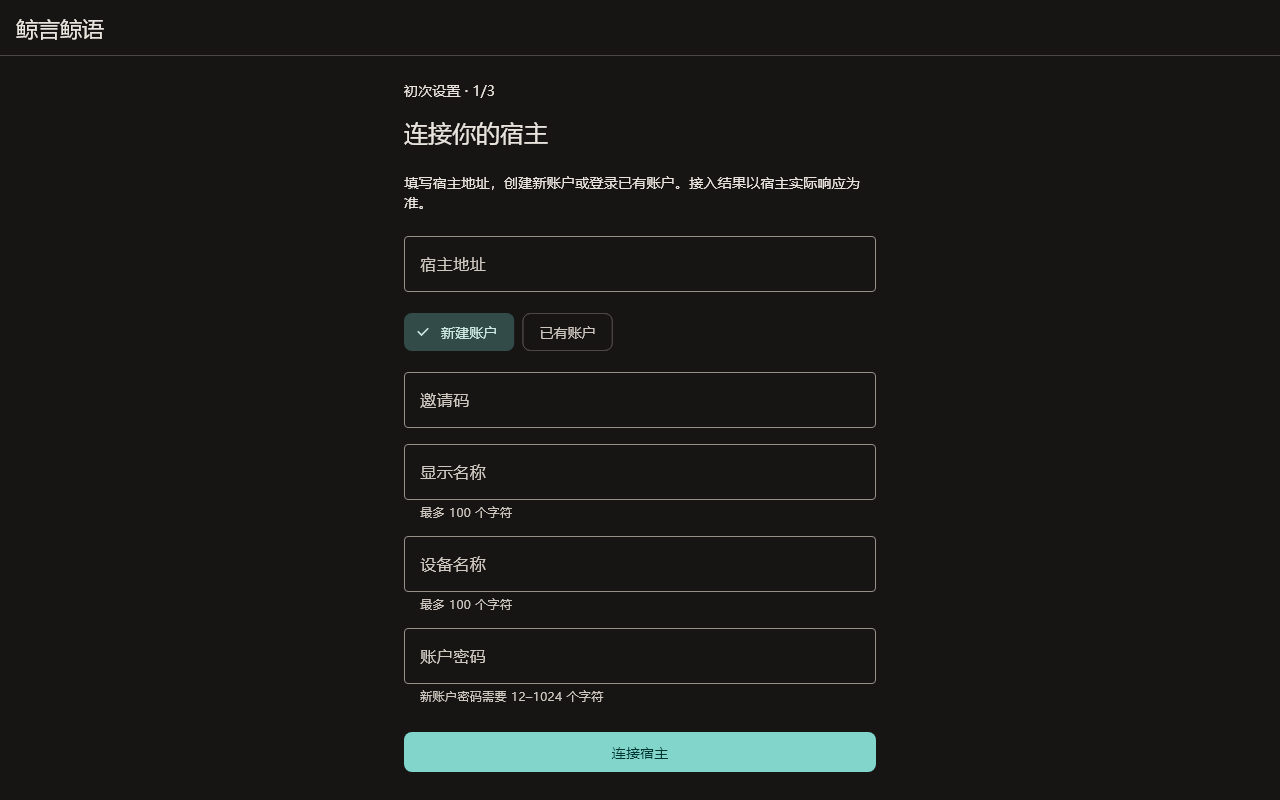 鲸言鲸语
初次设置 · 1/3
连接你的宿主
填写宿主地址，创建新账户或登录已有账户。接入结果以宿主实际响应为
准。
宿主地址
新建账户
已有账户
邀请码
显示名称
最多 100 个字符
设备名称
最多 100 个字符
账户密码
新账户密码需要 12–1024 个字符
连接宿主